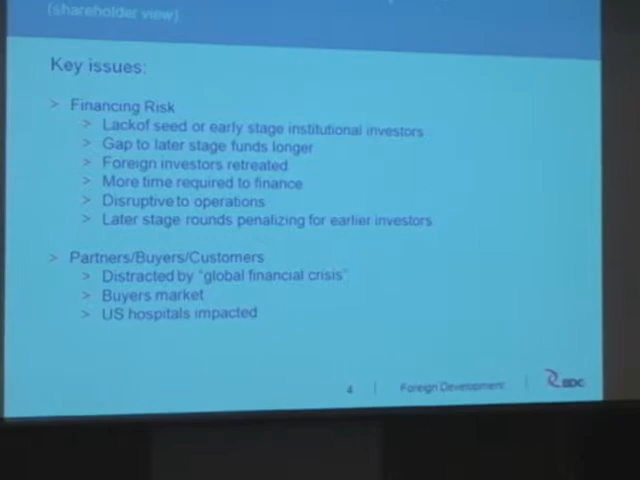 (shareholder view)
Key issues:
> Financing Risk
> Lackof seed or early stage institutional investors
> Gap to later stage funds longer
> Foreign investors retreated
> More time required to finance
> Disruptive to operations
> Later stage rounds penalizing for earlier investors
> Partners/Buyers/Customers
> Distracted by "global financial crisis"
> Buyers market
> US hospitals impacted
4 | Foreign Development | BDC